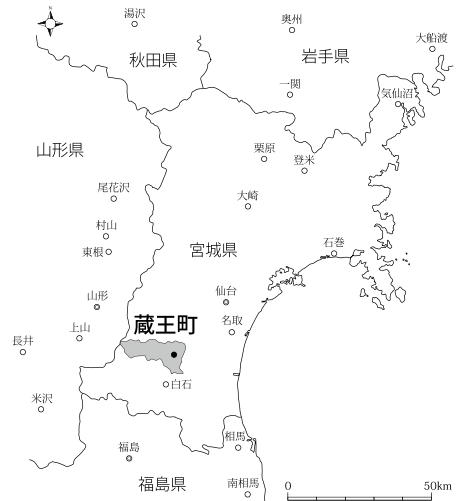 N
湯沢
奥州
大船渡
秋田県
岩手県
一関
気仙沼
山形県
栗原
登米
尾花沢
大崎
村山
東根
宮城県
石巻
山形
仙台
蔵王町
名取
上山
長井
白石
米沢
福島
相馬
福島県
南相馬
0 50km